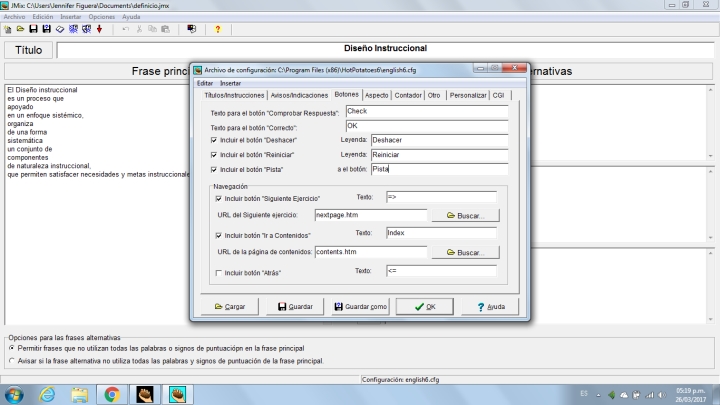 JMix: C:\Users\Jennifer Figuera\Documents\definicio.jmx
Archivo Edición Insertar Opciones Ayuda
Título
Diseño Instruccional
Frase princ
ernativas
El Diseño instruccional
es un proceso que
apoyado
en un enfoque sistémico,
organiza
de una forma
sistemática
un conjunto de
componentes
de naturaleza instruccional,
que permiten satisfacer necesidades y metas instruccionale
Archivo de configuración: C:\Program Files (x86)\HotPotatoes6\english6.cfg
Editar Insertar
Títulos/Instrucciones Avisos/Indicaciones Botones Aspecto Contador Otro Personalizar CGI
Texto para el botón "Comprobar Respuesta": Check
Texto para el botón "Correcto": OK
Incluir el botón "Deshacer" Leyenda: Deshacer
Incluir el botón "Reiniciar" Leyenda: Reiniciar
Incluir el botón "Pista" a el botón: Pista
Navegación
Incluir botón "Siguiente Ejercicio" Texto: =>
URL del Siguiente ejercicio: nextpage.htm Buscar...
Incluir botón "Ir a Contenidos" Texto: Index
URL de la página de contenidos: contents.htm Buscar...
Incluir botón "Atrás" Texto: <=
Cargar Guardar Guardar como OK Ayuda
Opciones para las frases alternativas
Permitir frases que no utilizan todas las palabras o signos de puntuaciópn en la frase principal
Avisar si la frase alternativa no utiliza todas las palabras y signos de puntuación de la frase principal.
Configuración: english6.cfg
ES 05:19 p.m.
26/03/2017